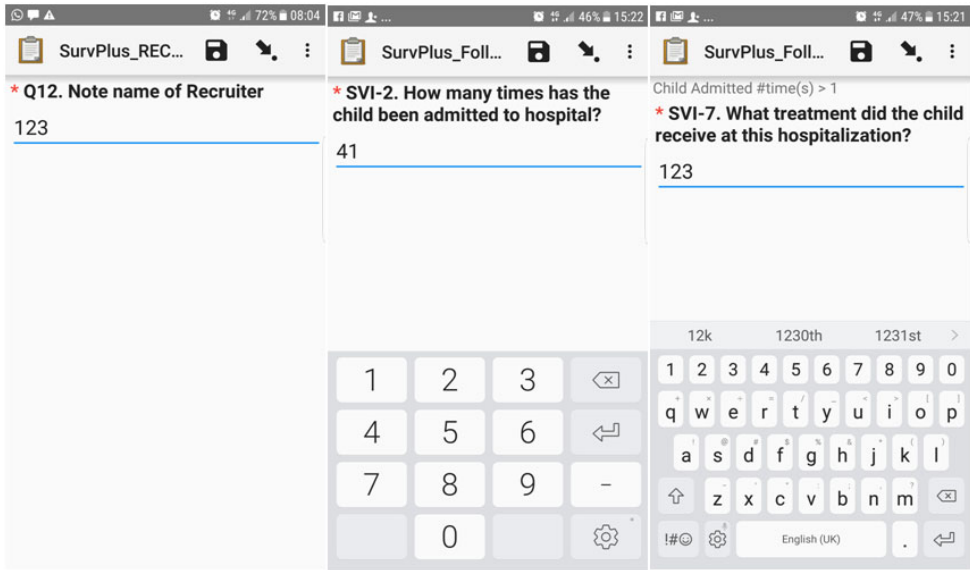 72% 08:04
SurvPlus_REC...
* Q12. Note name of Recruiter
123
... 46% 15:22
SurvPlus_Foll...
* SVI-2. How many times has the
child been admitted to hospital?
41
1 2 3
4 5 6
7 8 9 -
0
... 47% 15:21
SurvPlus_Foll...
Child Admitted #time(s) > 1
* SVI-7. What treatment did the child
receive at this hospitalization?
123
12k 1230th 1231st >
1 2 3 4 5 6 7 8 9 0
q w e r t y u i o p
a s d f g h j k l
z x c v b n m
!#☺ English (UK) .